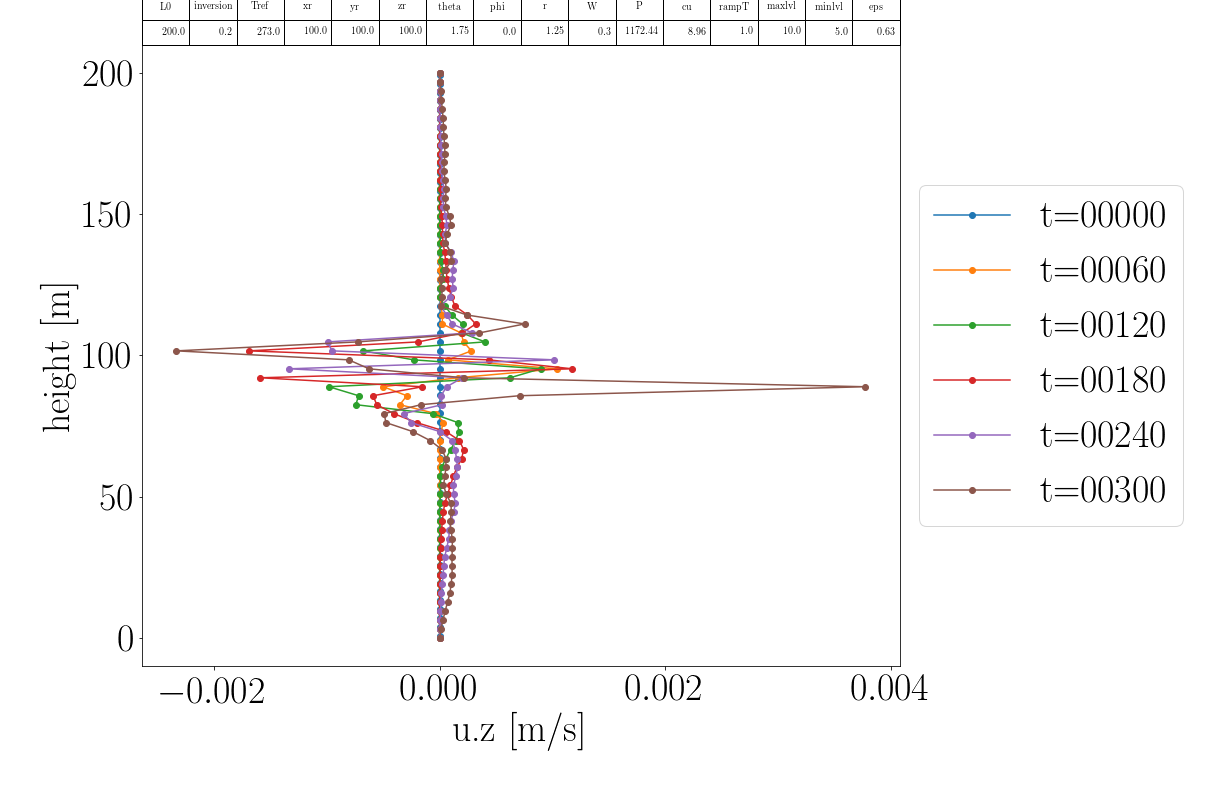 L0 inversion Tref xr yr zr theta phi r W P cu rampT maxlvl minlvl eps
200.0 0.2 273.0 100.0 100.0 100.0 1.75 0.0 1.25 0.3 1172.44 8.96 1.0 10.0 5.0 0.63
200
150
100
50
0
height [m]
−0.002 0.000 0.002 0.004
u.z [m/s]
t=00000
t=00060
t=00120
t=00180
t=00240
t=00300